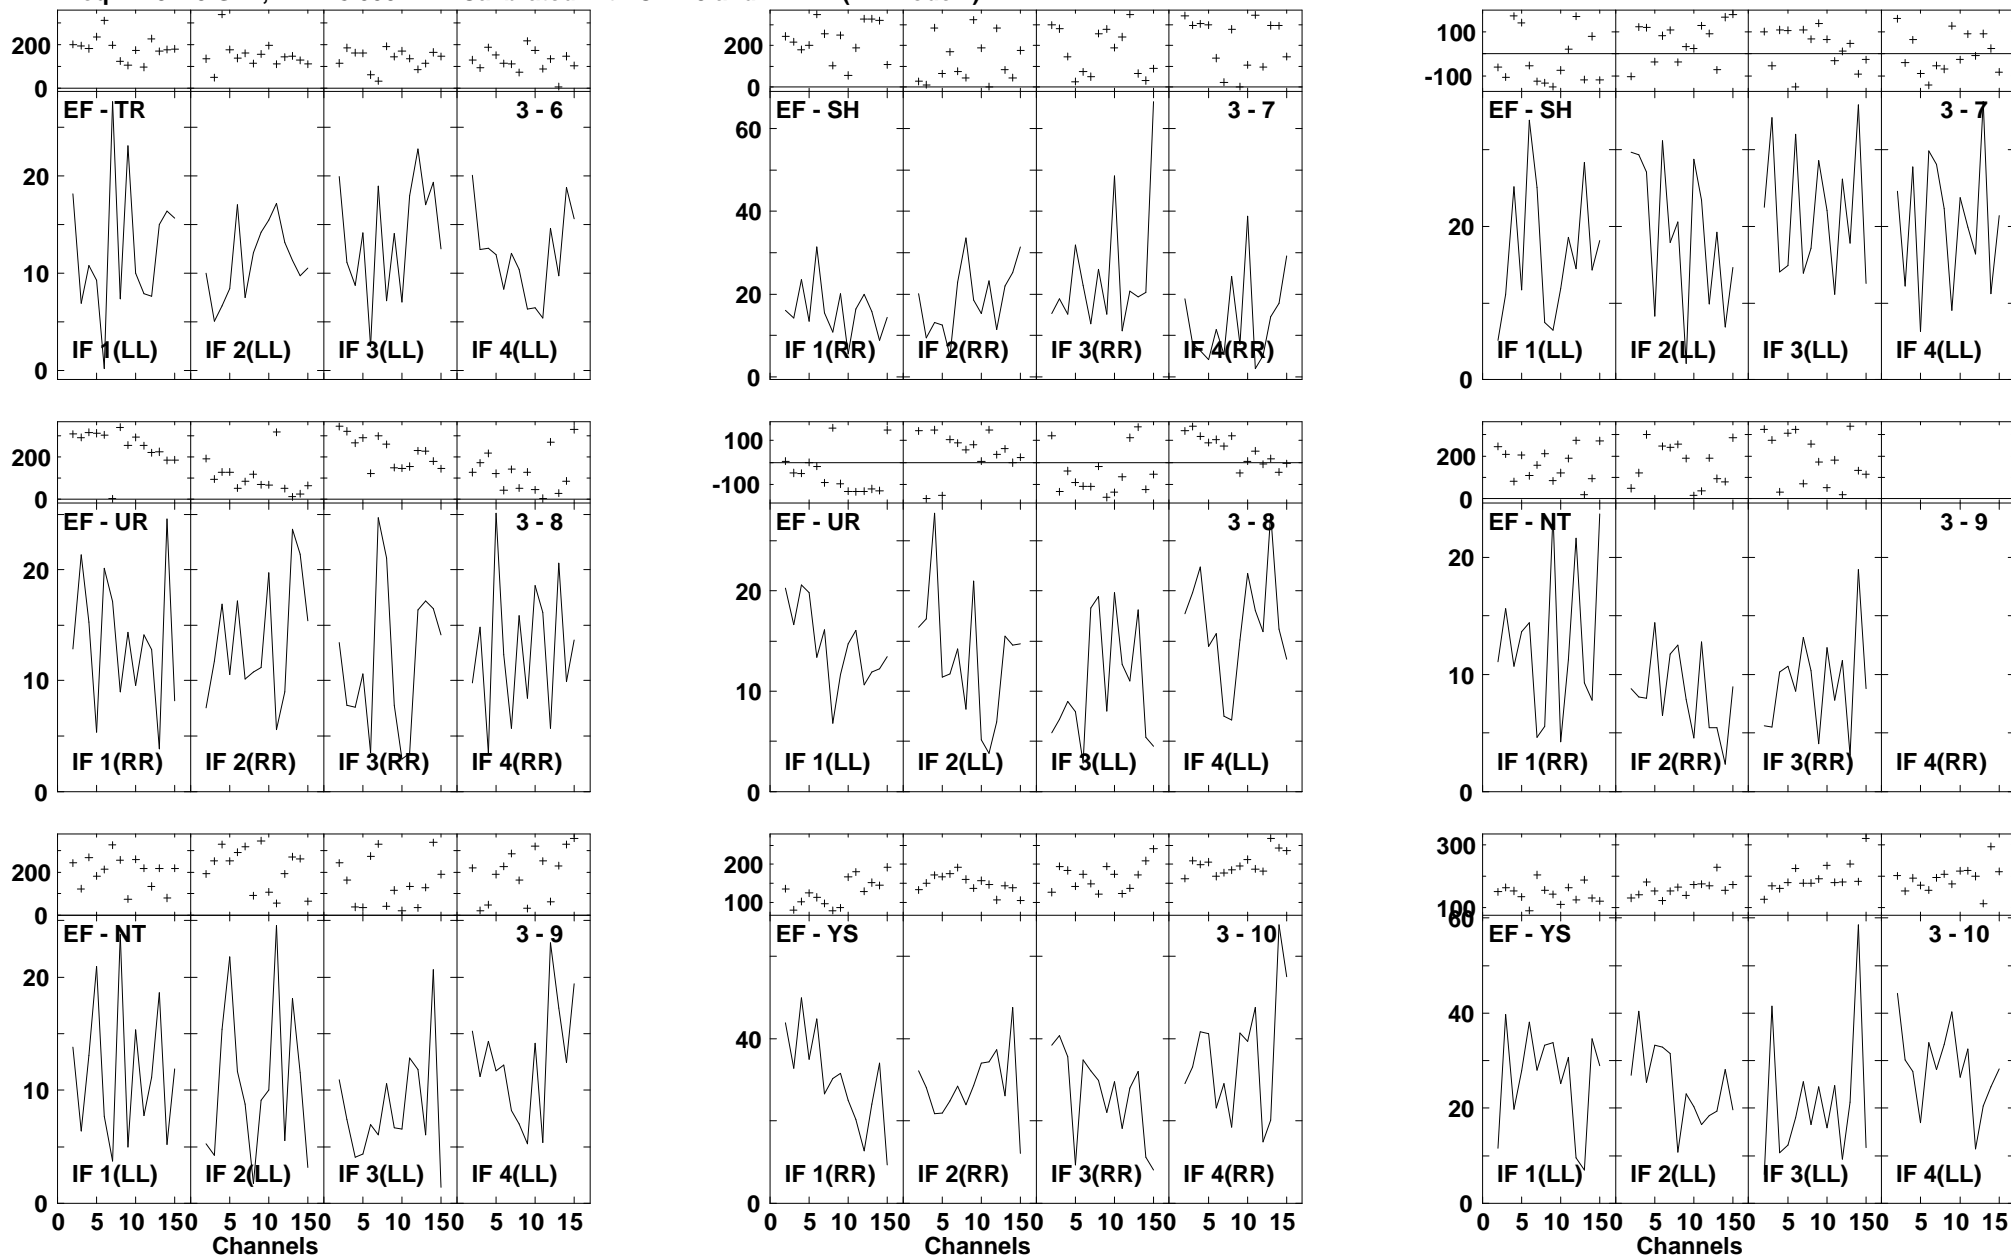 200
0
EF - TR 3 - 6
20
10
0
IF 1(LL) IF 2(LL) IF 3(LL) IF 4(LL)
400
200
0
EF - SH 3 - 7
60
40
20
0
IF 1(RR) IF 2(RR) IF 3(RR) IF 4(RR)
100
-100
EF - SH 3 - 7
20
0
IF 1(LL) IF 2(LL) IF 3(LL) IF 4(LL)
400
200
0
EF - UR 3 - 8
20
10
0
IF 1(RR) IF 2(RR) IF 3(RR) IF 4(RR)
100
-100
EF - UR 3 - 8
20
10
0
IF 1(LL) IF 2(LL) IF 3(LL) IF 4(LL)
200
0
EF - NT 3 - 9
20
10
0
IF 1(RR) IF 2(RR) IF 3(RR) IF 4(RR)
200
0
EF - NT 3 - 9
20
10
0
IF 1(LL) IF 2(LL) IF 3(LL) IF 4(LL)
0 5 10 150 5 10 150 5 10 150 5 10 15
Channels
200
100
EF - YS 3 - 10
40
0
IF 1(RR) IF 2(RR) IF 3(RR) IF 4(RR)
0 5 10 150 5 10 150 5 10 150 5 10 15
Channels
300
100
60
EF - YS 3 - 10
40
20
0
IF 1(LL) IF 2(LL) IF 3(LL) IF 4(LL)
0 5 10 150 5 10 150 5 10 150 5 10 15
Channels